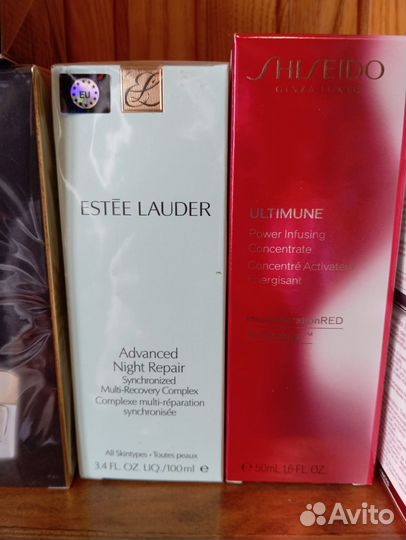 EU
ESTĒE LAUDER
Advanced
Night Repair
Synchronized
Multi-Recovery Complex
Complexe multi-réparation
synchronisée
All Skintypes • Toutes peaux
3.4 FL. OZ. LIQ./100 ml ℮
SHISEIDO
GINZA TOKYO
ULTIMUNE
Power Infusing
Concentrate
Concentré Activateur
Énergisant
RED
℮ 50mL 1.6 FL. OZ.
Avito